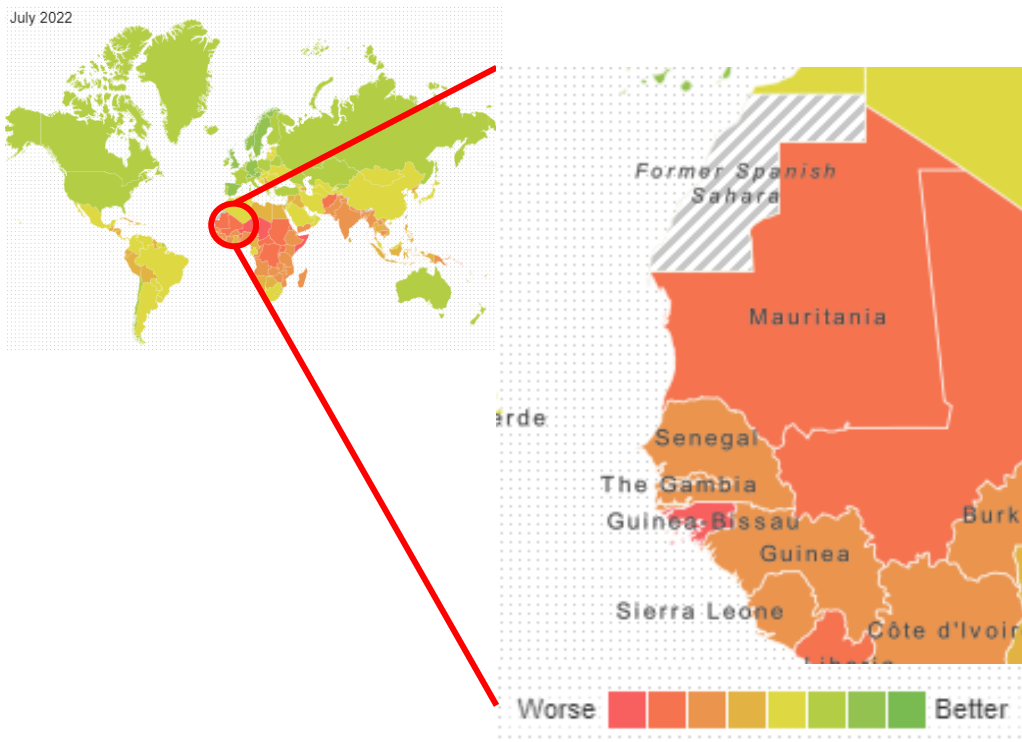 July 2022
Former Spanish
Sahara
Mauritania
erde
Senegal
The Gambia
Guinea-Bissau
Burk
Guinea
Sierra Leone
Côte d'Ivoir
Liberia
Worse
Better